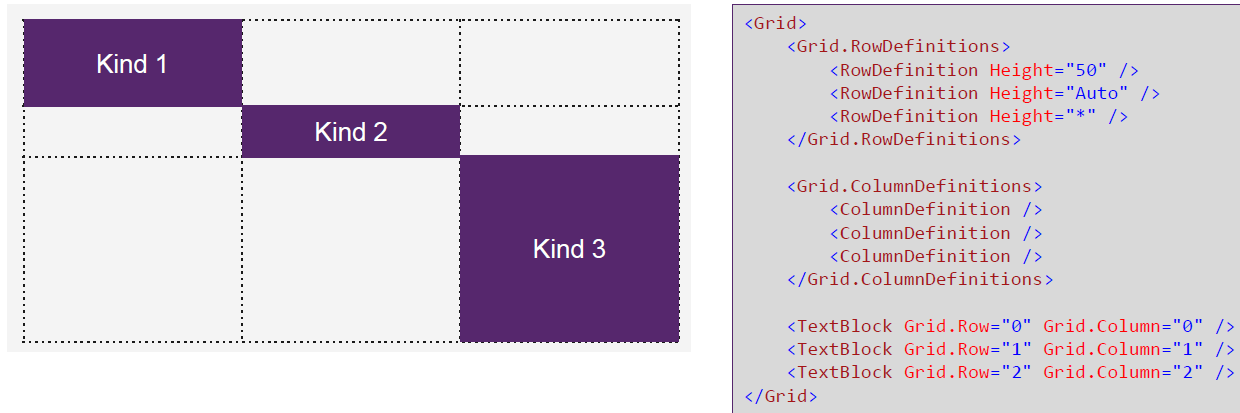 Kind 1
Kind 2
Kind 3
<Grid>
    <Grid.RowDefinitions>
        <RowDefinition Height="50" />
        <RowDefinition Height="Auto" />
        <RowDefinition Height="*" />
    </Grid.RowDefinitions>

    <Grid.ColumnDefinitions>
        <ColumnDefinition />
        <ColumnDefinition />
        <ColumnDefinition />
    </Grid.ColumnDefinitions>

    <TextBlock Grid.Row="0" Grid.Column="0" />
    <TextBlock Grid.Row="1" Grid.Column="1" />
    <TextBlock Grid.Row="2" Grid.Column="2" />
</Grid>